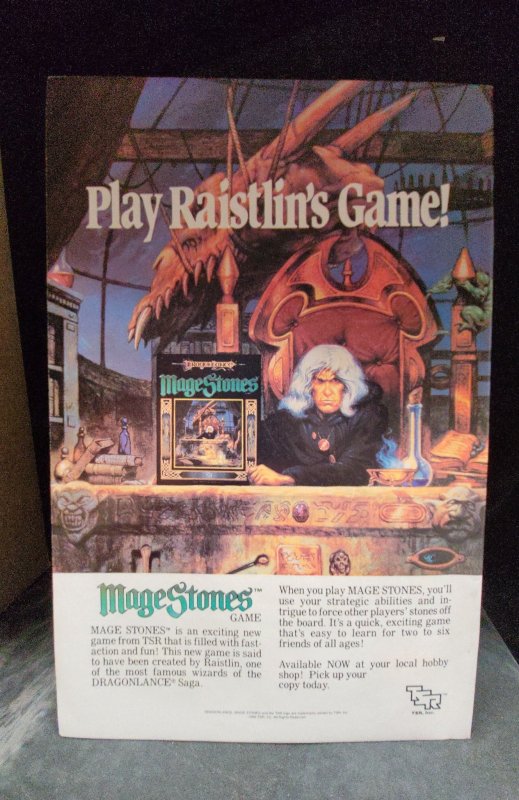 Play Raistlin's Game!
DRAGONLANCE
MageStones
MageStones™
GAME
MAGE STONES™ is an exciting new
game from TSR that is filled with fast-
action and fun! This new game is said
to have been created by Raistlin, one
of the most famous wizards of the
DRAGONLANCE® Saga.
When you play MAGE STONES, you'll
use your strategic abilities and in-
trigue to force other players' stones off
the board. It's a quick, exciting game
that's easy to learn for two to six
friends of all ages!
Available NOW at your local hobby
shop! Pick up your
copy today.
TSR
TSR, Inc.